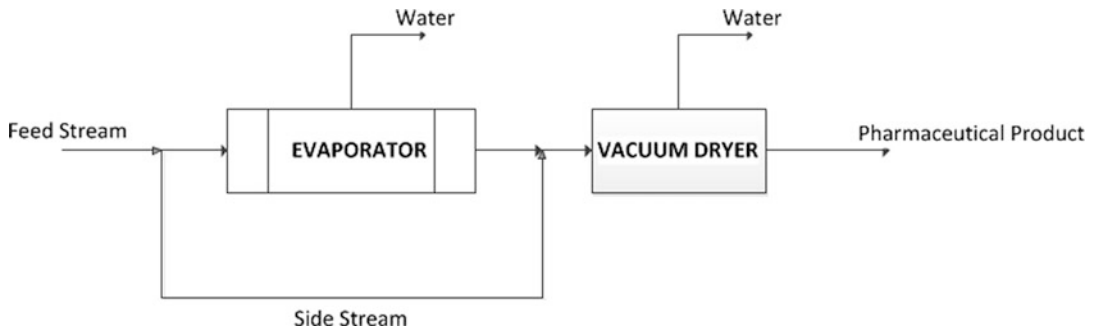 Water
Water
Feed Stream
EVAPORATOR
VACUUM DRYER
Pharmaceutical Product
Side Stream